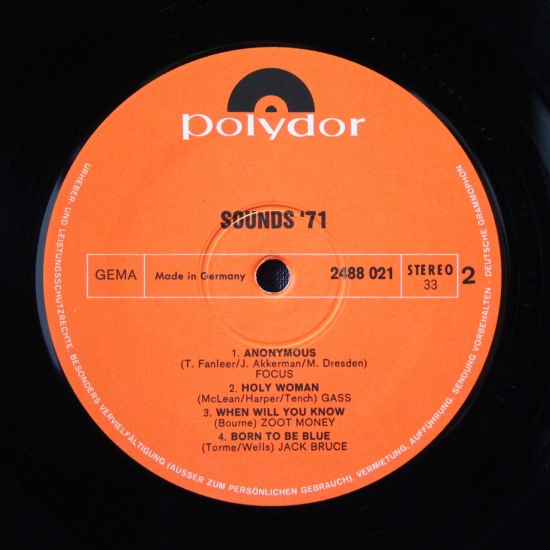 polydor
SOUNDS '71
GEMA
Made in Germany
2488 021
STEREO
33
2
1. ANONYMOUS
(T. Fanleer/J. Akkerman/M. Dresden)
FOCUS
2. HOLY WOMAN
(McLean/Harper/Tench) GASS
3. WHEN WILL YOU KNOW
(Bourne) ZOOT MONEY
4. BORN TO BE BLUE
(Torme/Wells) JACK BRUCE
URHEBER- UND LEISTUNGSSCHUTZRECHTE. BESONDERS VERVIELFÄLTIGUNG (AUSSER ZUM PERSÖNLICHEN GEBRAUCH). VERMIETUNG. AUFFÜHRUNG. SENDUNG VORBEHALTEN · DEUTSCHE GRAMMOPHON